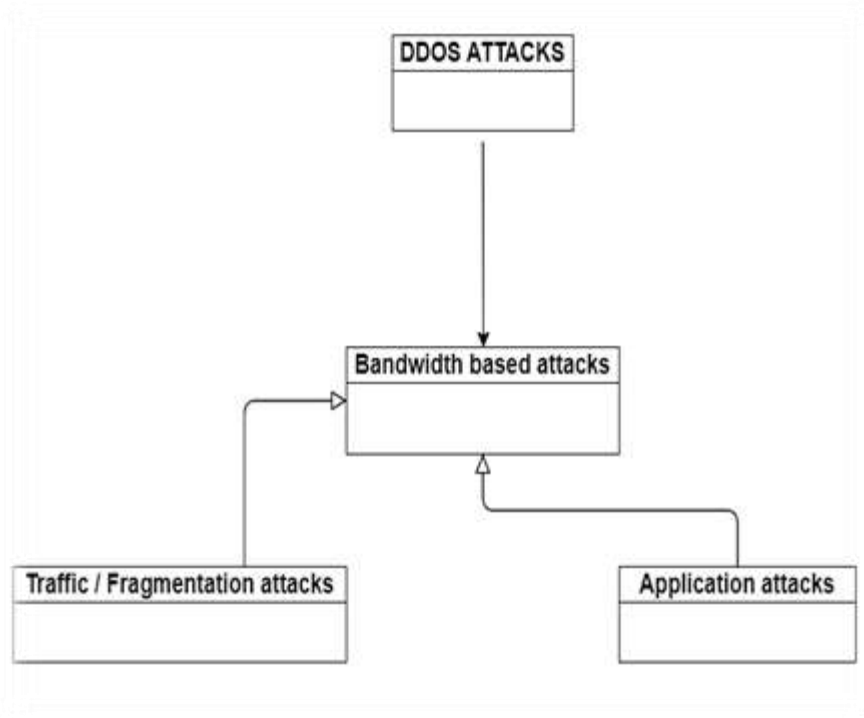 DDOS ATTACKS
Bandwidth based attacks
Traffic / Fragmentation attacks
Application attacks